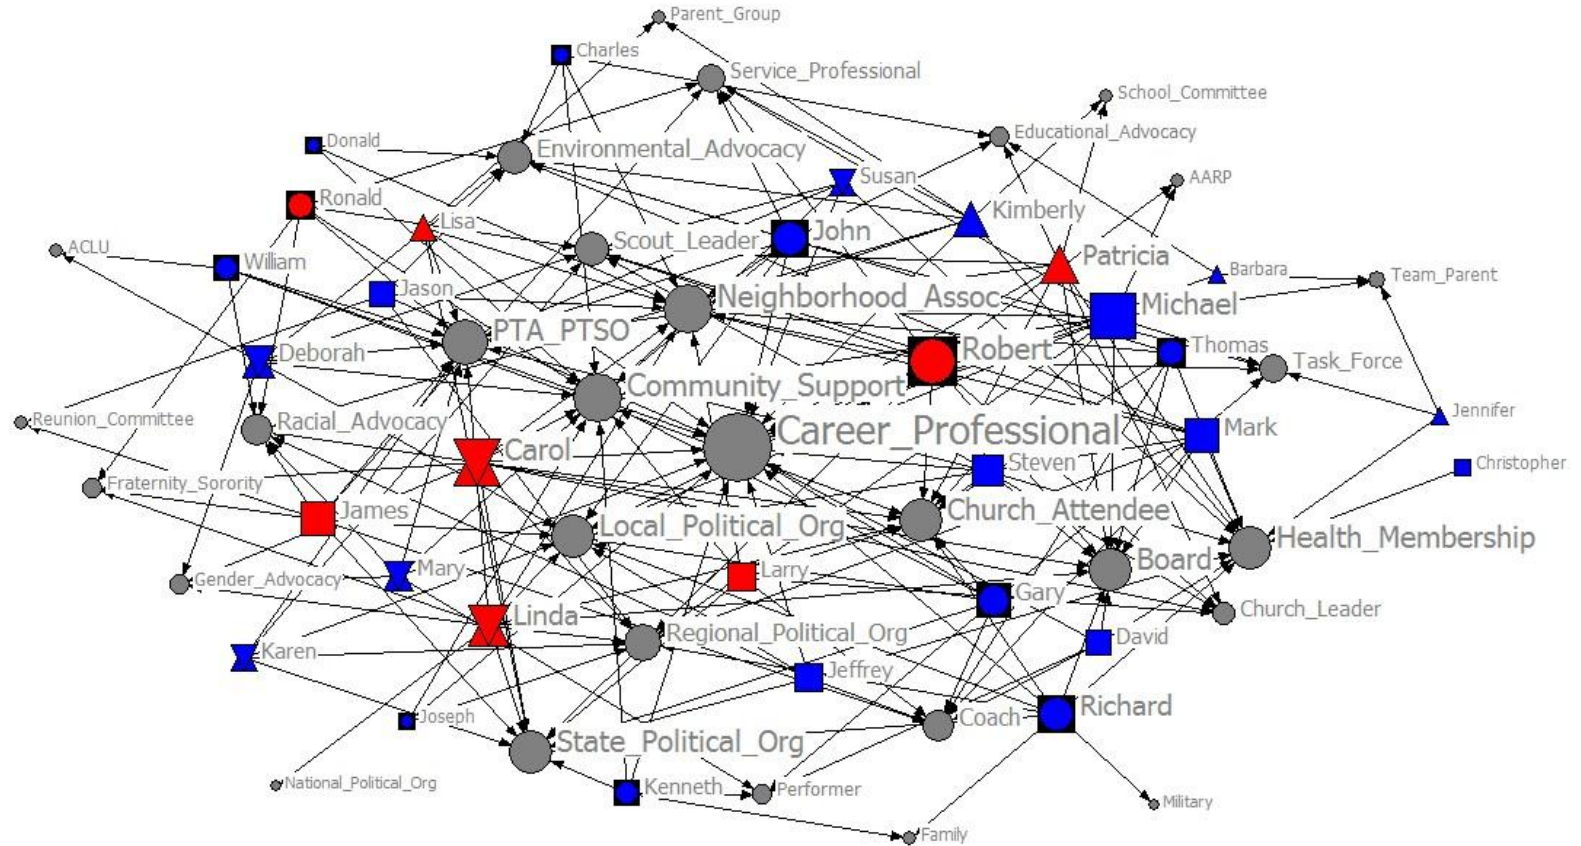 Parent_Group
Charles
Service_Professional
School_Committee
Educational_Advocacy
Donald
Environmental_Advocacy
Susan
AARP
Ronald
Lisa
Kimberly
John
Scout_Leader
ACLU
William
Patricia
Barbara
Team_Parent
Jason
Neighborhood_Assoc
Michael
PTA_PTSO
Deborah
Robert
Thomas
Task_Force
Community_Support
Reunion_Committee
Racial_Advocacy
Career_Professional
Mark
Jennifer
Carol
Steven
Christopher
Fraternity_Sorority
James
Local_Political_Org
Church_Attendee
Health_Membership
Board
Gender_Advocacy
Mary
Larry
Gary
Church_Leader
Linda
Regional_Political_Org
David
Karen
Jeffrey
Richard
Joseph
Coach
State_Political_Org
National_Political_Org
Kenneth
Performer
Military
Family